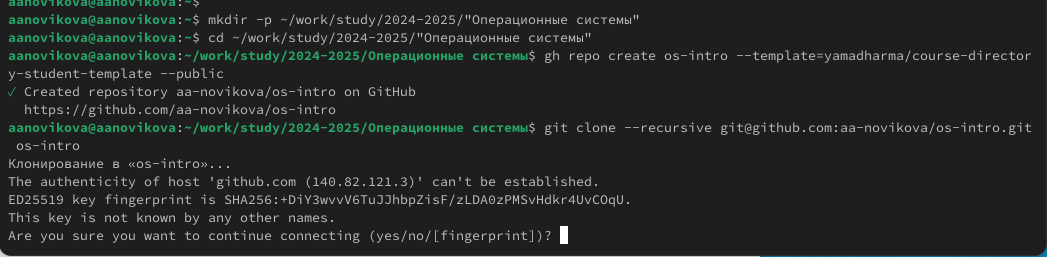 aanovikova@aanovikova:~$
aanovikova@aanovikova:~$ mkdir -p ~/work/study/2024-2025/"Операционные системы"
aanovikova@aanovikova:~$ cd ~/work/study/2024-2025/"Операционные системы"
aanovikova@aanovikova:~/work/study/2024-2025/Операционные системы$ gh repo create os-intro --template=yamadharma/course-director
y-student-template --public
✓ Created repository aa-novikova/os-intro on GitHub
  https://github.com/aa-novikova/os-intro
aanovikova@aanovikova:~/work/study/2024-2025/Операционные системы$ git clone --recursive git@github.com:aa-novikova/os-intro.git
 os-intro
Клонирование в «os-intro»...
The authenticity of host 'github.com (140.82.121.3)' can't be established.
ED25519 key fingerprint is SHA256:+DiY3wvvV6TuJJhbpZisF/zLDA0zPMSvHdkr4UvCOqU.
This key is not known by any other names.
Are you sure you want to continue connecting (yes/no/[fingerprint])?